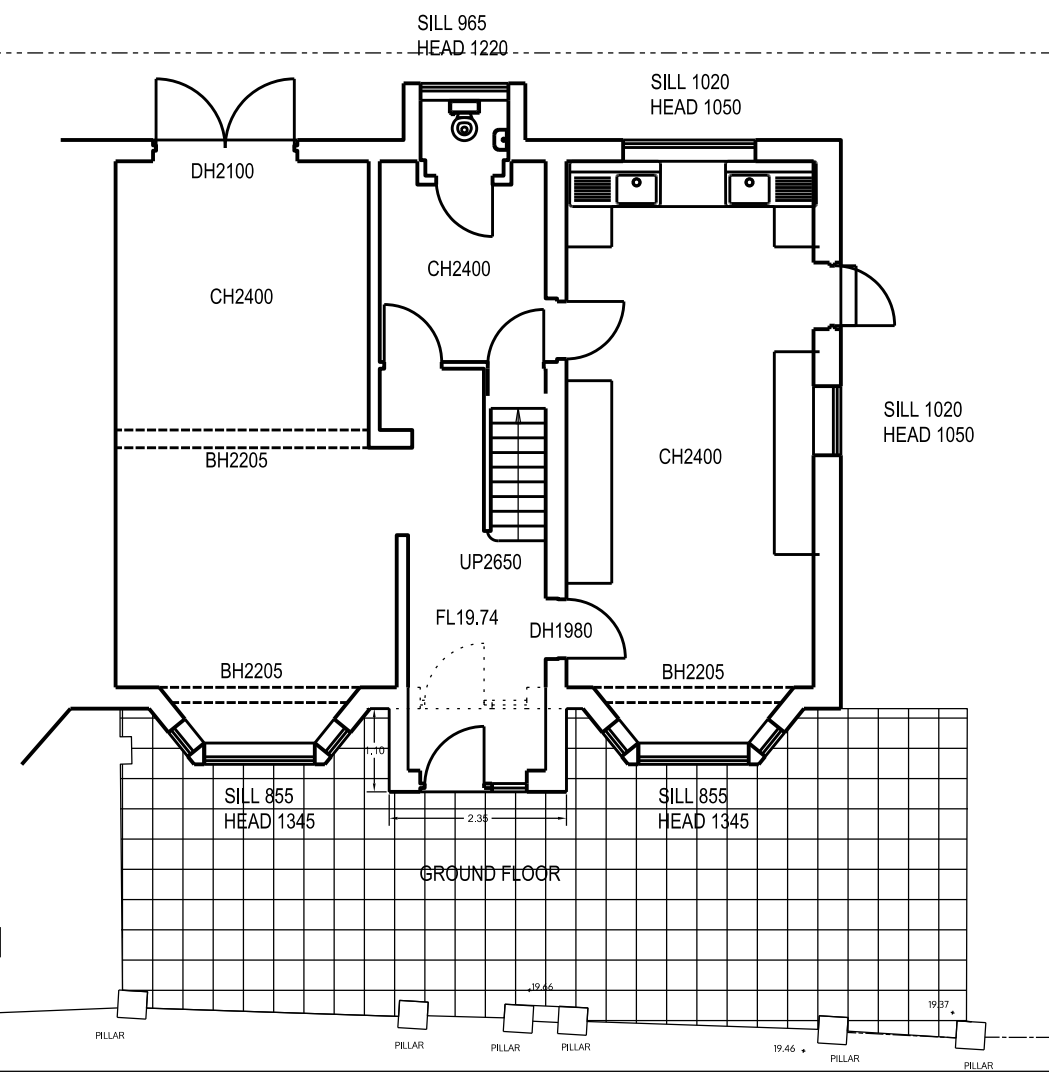 SILL 965
HEAD 1220
SILL 1020
HEAD 1050
DH2100
CH2400
CH2400
SILL 1020
HEAD 1050
BH2205
CH2400
UP2650
FL19.74
DH1980
BH2205
BH2205
1.10
SILL 855
HEAD 1345
2.35
SILL 855
HEAD 1345
GROUND FLOOR
19.66
19.37
PILLAR
PILLAR
PILLAR
PILLAR
19.46
PILLAR
PILLAR